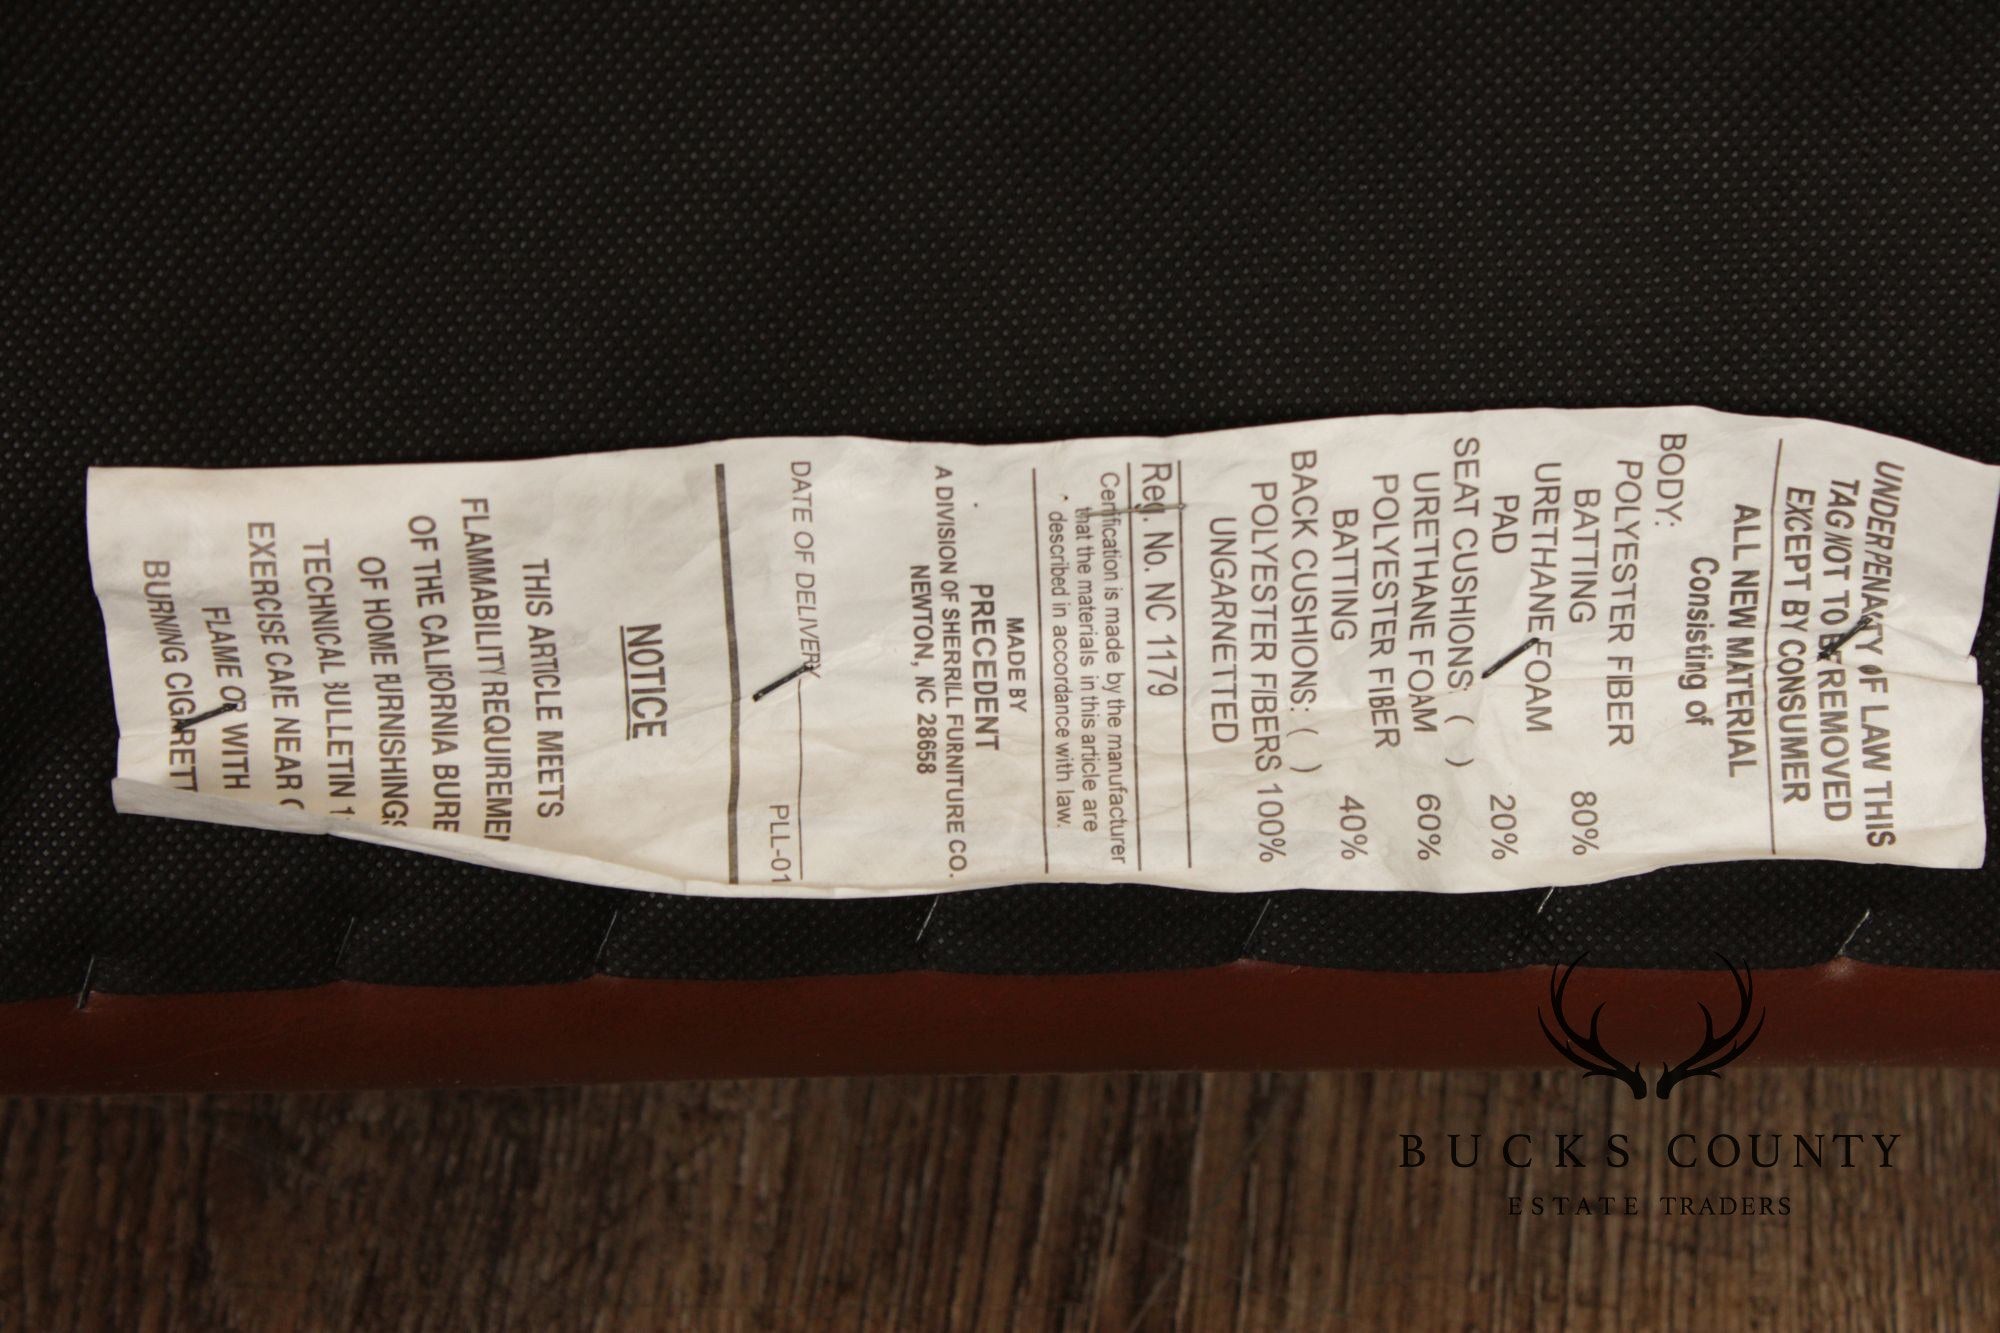 UNDER PENALTY OF LAW THIS
TAG NOT TO BE REMOVED
EXCEPT BY CONSUMER
ALL NEW MATERIAL
Consisting of
BODY:
POLYESTER FIBER
BATTING 80%
URETHANE FOAM
PAD 20%
SEAT CUSHIONS: ( )
URETHANE FOAM 60%
POLYESTER FIBER
BATTING 40%
BACK CUSHIONS: ( )
POLYESTER FIBERS 100%
UNGARNETTED
Reg. No. NC 1179
Certification is made by the manufacturer
that the materials in this article are
described in accordance with law.
MADE BY
PRECEDENT
A DIVISION OF SHERRILL FURNITURE CO.
NEWTON, NC 28658
DATE OF DELIVERY
PLL-01
NOTICE
THIS ARTICLE MEETS
FLAMMABILITY REQUIREMEN
OF THE CALIFORNIA BURE
OF HOME FURNISHINGS
TECHNICAL BULLETIN 1
EXERCISE CARE NEAR O
FLAME OR WITH
BURNING CIGARETT
BUCKS COUNTY
ESTATE TRADERS